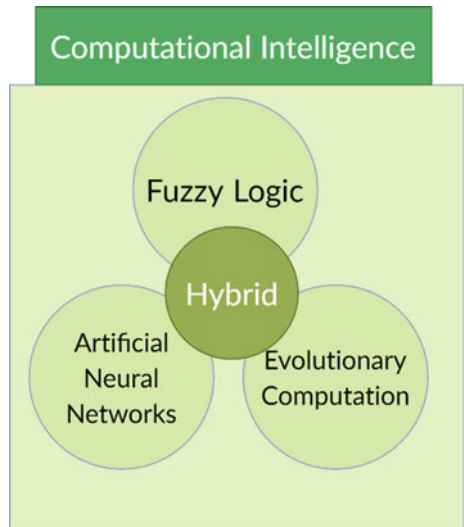 Computational Intelligence
Fuzzy Logic
Hybrid
Artificial
Neural
Networks
Evolutionary
Computation